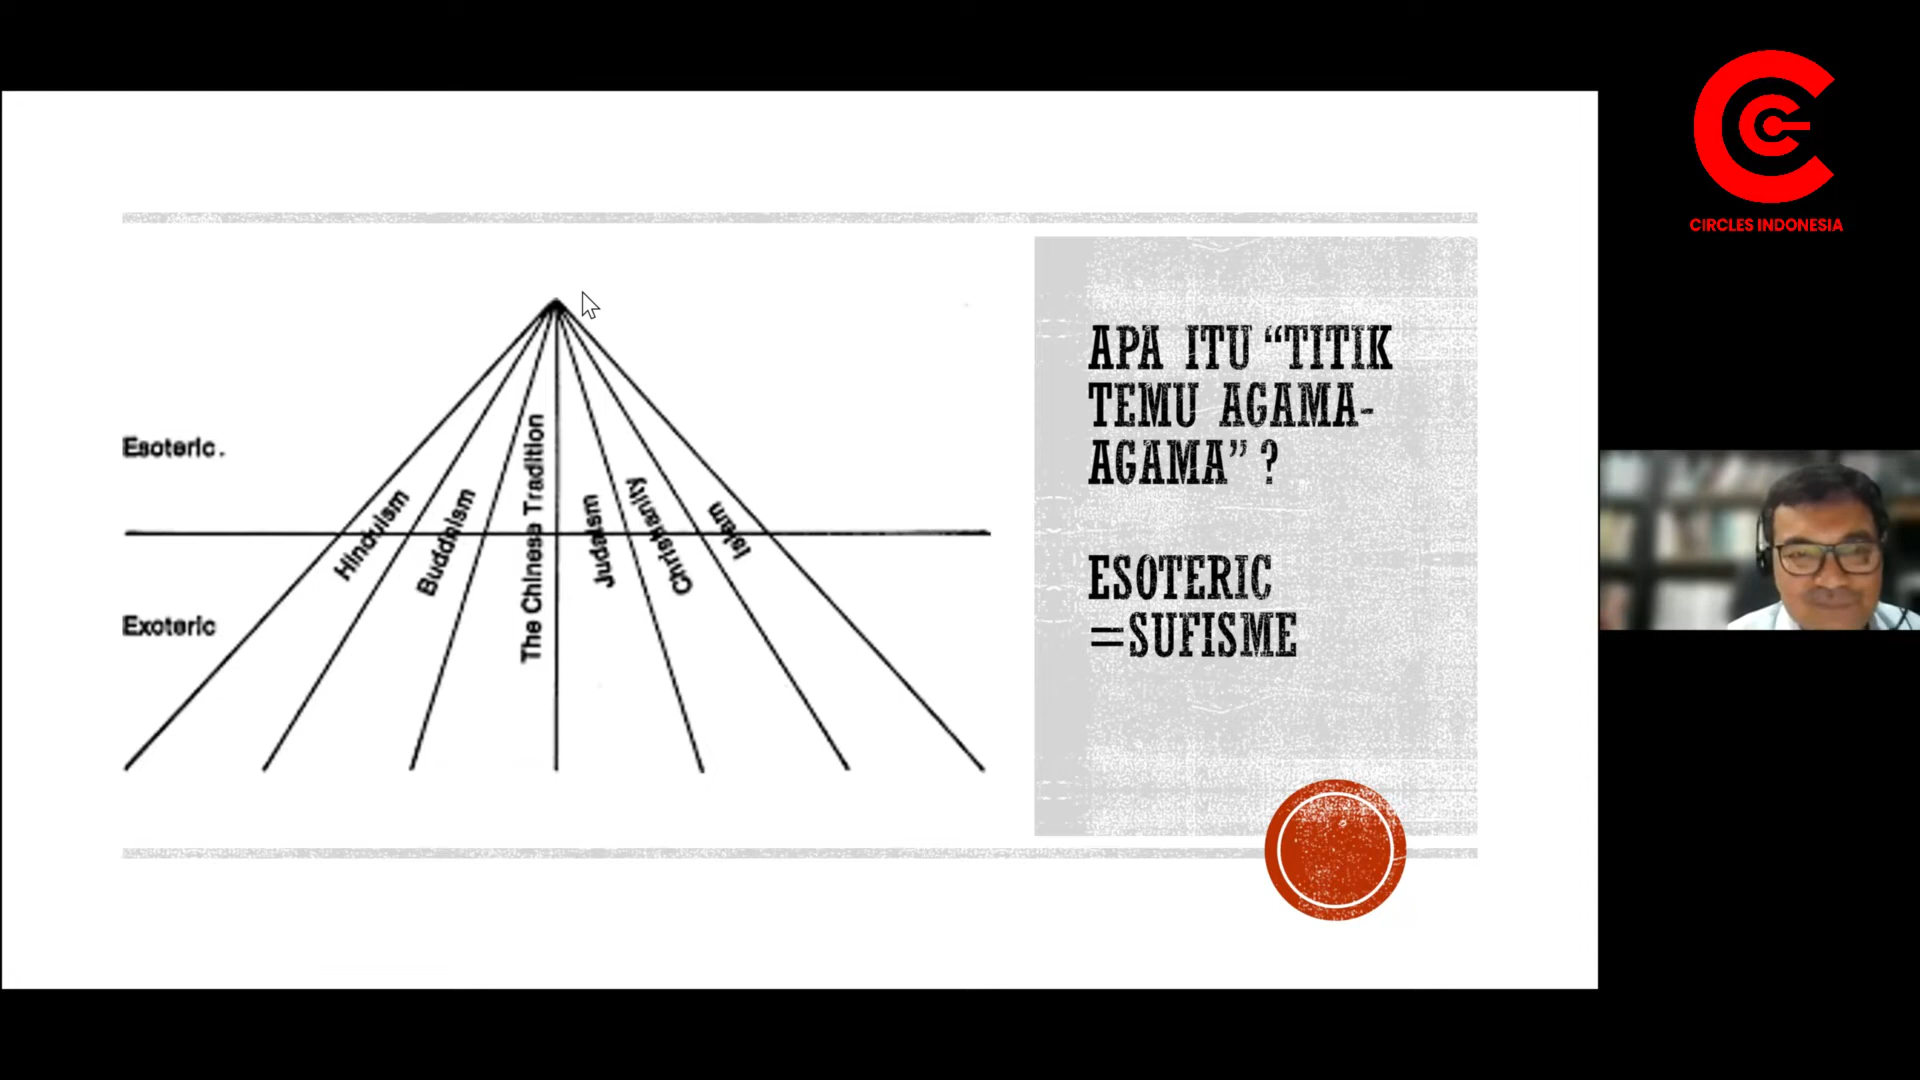 CIRCLES INDONESIA
Esoteric.
Exoteric
Hinduism
Buddhism
The Chinese Tradition
Judaism
Christianity
Islam
APA ITU “TITIK
TEMU AGAMA-
AGAMA” ?
ESOTERIC
=SUFISME